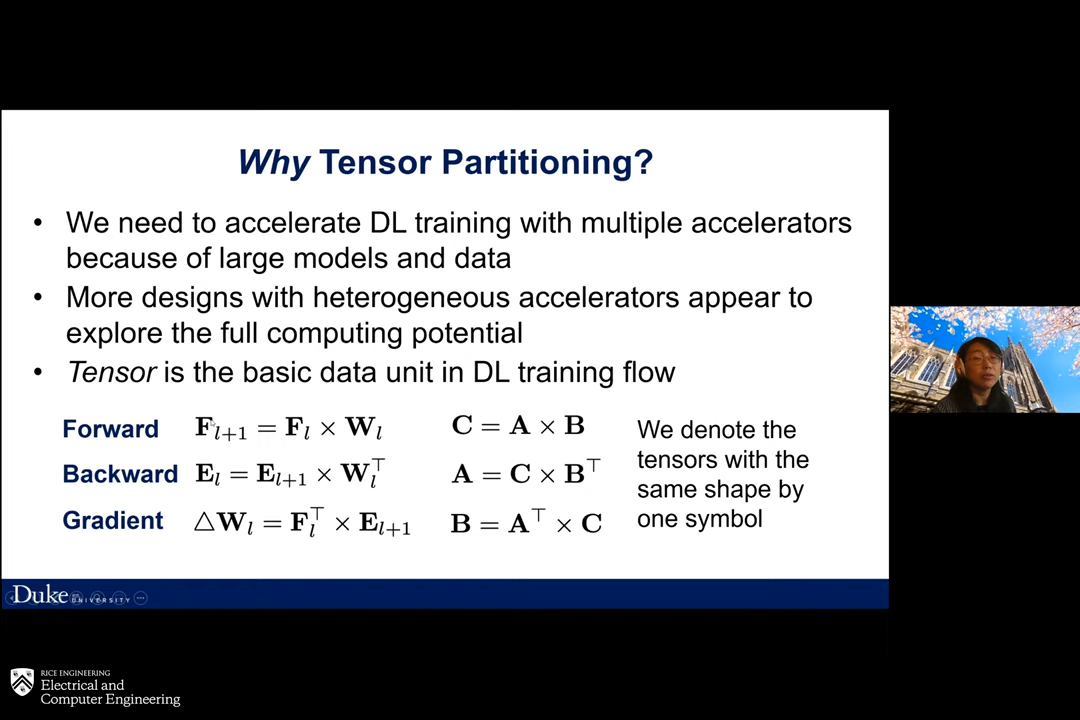 Why Tensor Partitioning?
• We need to accelerate DL training with multiple accelerators
because of large models and data
• More designs with heterogeneous accelerators appear to
explore the full computing potential
• Tensor is the basic data unit in DL training flow
Forward F_{l+1} = F_l × W_l C = A × B
Backward E_l = E_{l+1} × W_l^⊤ A = C × B^⊤
Gradient △W_l = F_l^⊤ × E_{l+1} B = A^⊤ × C
We denote the
tensors with the
same shape by
one symbol
Duke UNIVERSITY
RICE ENGINEERING
Electrical and
Computer Engineering